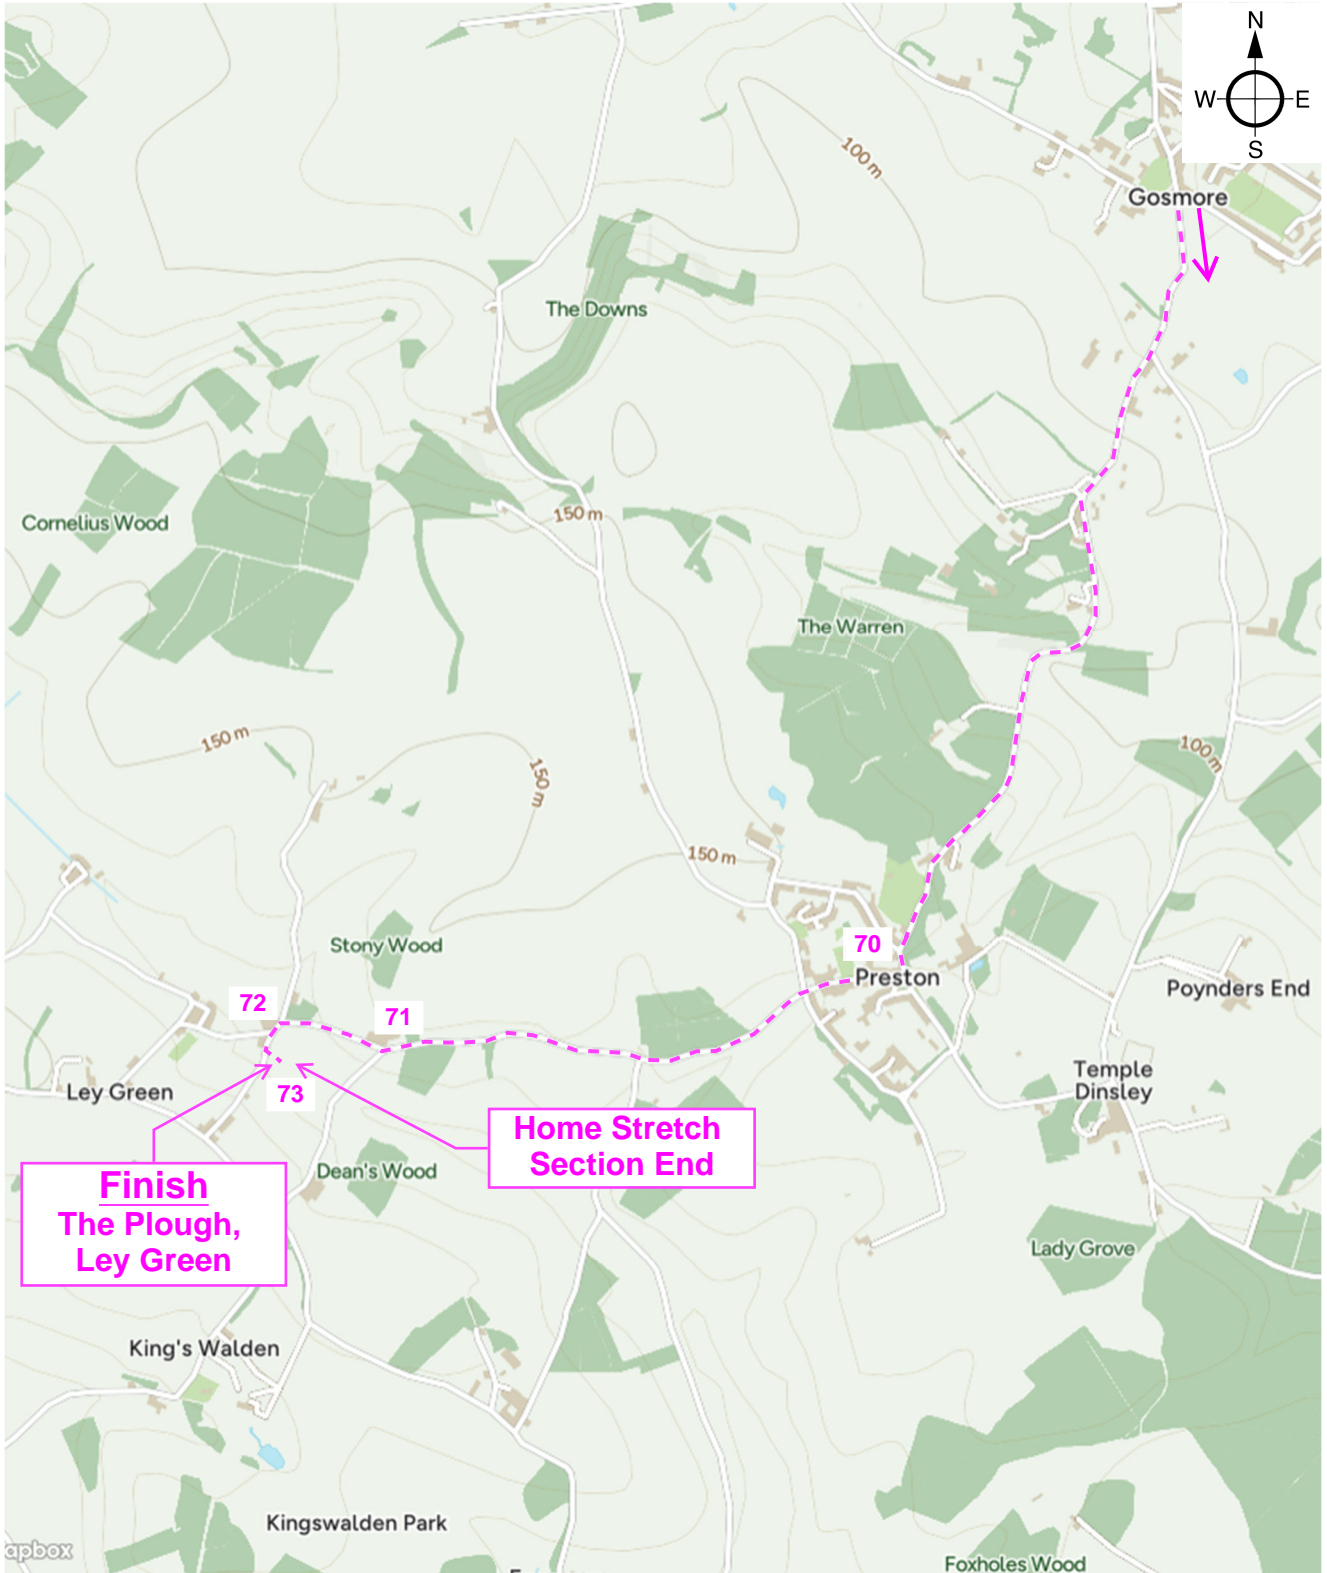 N
W
E
S
100 m
Gosmore
The Downs
150 m
Cornelius Wood
The Warren
150 m
100 m
150 m
150 m
Stony Wood
70
Preston
Poynders End
72
71
Ley Green
73
Temple
Dinsley
Home Stretch
Section End
Dean's Wood
Finish
The Plough,
Ley Green
Lady Grove
King's Walden
Kingswalden Park
apbox
Foxholes Wood